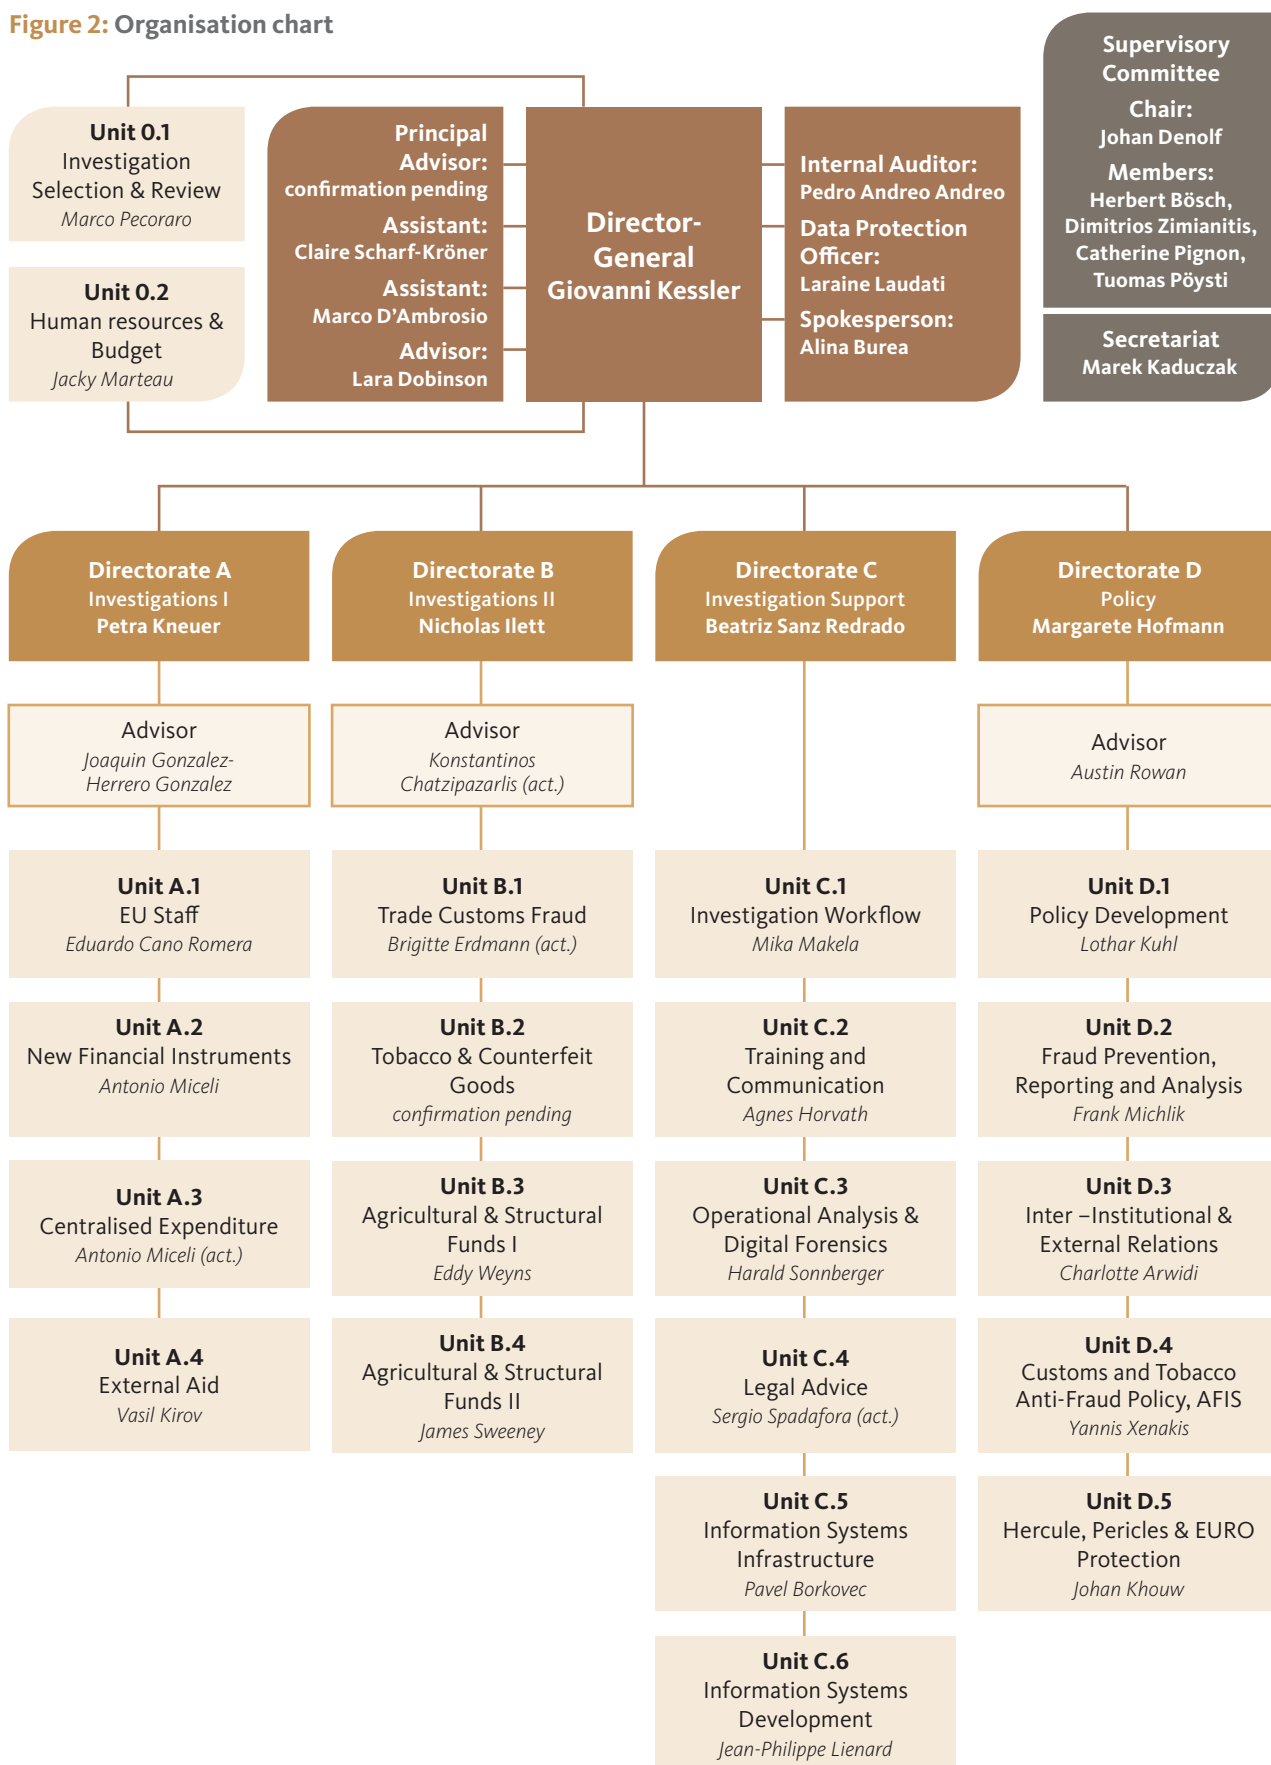 Figure 2: Organisation chart
Unit 0.1
Investigation
Selection & Review
Marco Pecoraro
Unit 0.2
Human resources &
Budget
Jacky Marteau
Principal
Advisor:
confirmation pending
Assistant:
Claire Scharf-Kröner
Assistant:
Marco D'Ambrosio
Advisor:
Lara Dobinson
Director-
General
Giovanni Kessler
Internal Auditor:
Pedro Andreo Andreo
Data Protection
Officer:
Laraine Laudati
Spokesperson:
Alina Burea
Supervisory
Committee
Chair:
Johan Denolf
Members:
Herbert Bösch,
Dimitrios Zimianitis,
Catherine Pignon,
Tuomas Pöysti
Secretariat
Marek Kaduczak
Directorate A
Investigations I
Petra Kneuer
Advisor
Joaquin Gonzalez-
Herrero Gonzalez
Unit A.1
EU Staff
Eduardo Cano Romera
Unit A.2
New Financial Instruments
Antonio Miceli
Unit A.3
Centralised Expenditure
Antonio Miceli (act.)
Unit A.4
External Aid
Vasil Kirov
Directorate B
Investigations II
Nicholas Ilett
Advisor
Konstantinos
Chatzipazarlis (act.)
Unit B.1
Trade Customs Fraud
Brigitte Erdmann (act.)
Unit B.2
Tobacco & Counterfeit
Goods
confirmation pending
Unit B.3
Agricultural & Structural
Funds I
Eddy Weyns
Unit B.4
Agricultural & Structural
Funds II
James Sweeney
Directorate C
Investigation Support
Beatriz Sanz Redrado
Unit C.1
Investigation Workflow
Mika Makela
Unit C.2
Training and
Communication
Agnes Horvath
Unit C.3
Operational Analysis &
Digital Forensics
Harald Sonnberger
Unit C.4
Legal Advice
Sergio Spadafora (act.)
Unit C.5
Information Systems
Infrastructure
Pavel Borkovec
Unit C.6
Information Systems
Development
Jean-Philippe Lienard
Directorate D
Policy
Margarete Hofmann
Advisor
Austin Rowan
Unit D.1
Policy Development
Lothar Kuhl
Unit D.2
Fraud Prevention,
Reporting and Analysis
Frank Michlik
Unit D.3
Inter –Institutional &
External Relations
Charlotte Arwidi
Unit D.4
Customs and Tobacco
Anti-Fraud Policy, AFIS
Yannis Xenakis
Unit D.5
Hercule, Pericles & EURO
Protection
Johan Khouw